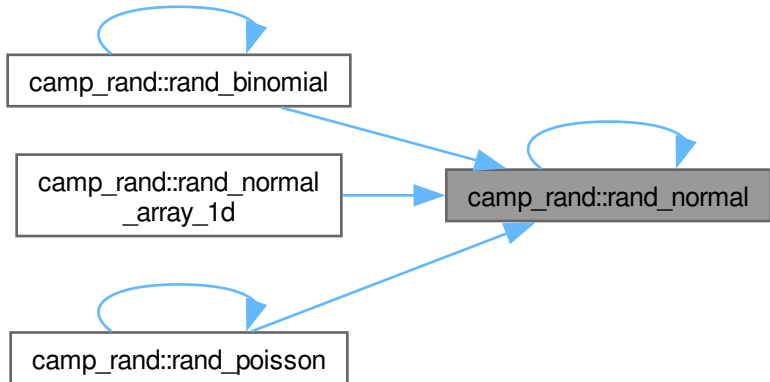 camp_rand::rand_binomial
camp_rand::rand_normal
_array_1d
camp_rand::rand_normal
camp_rand::rand_poisson